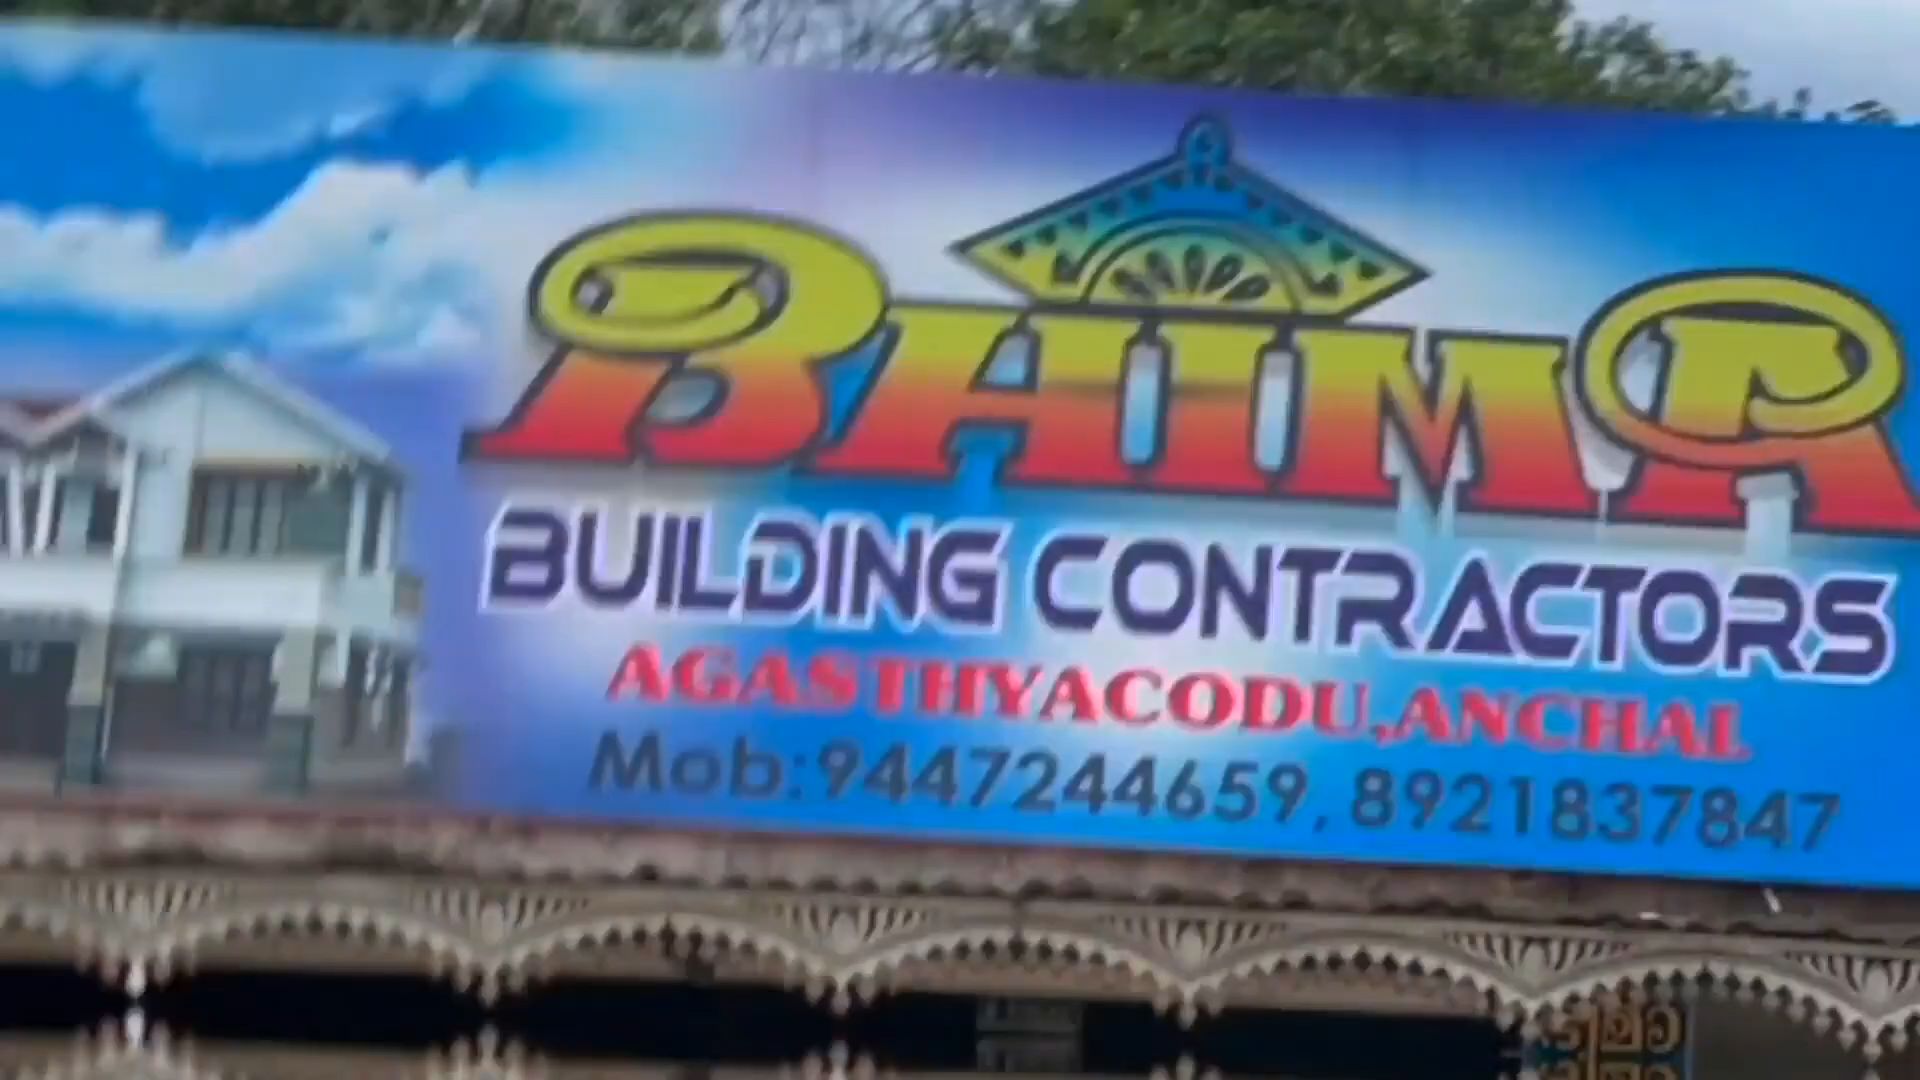 BHIMA
BUILDING CONTRACTORS
AGASTHYACODU,ANCHAL
Mob:9447244659, 8921837847